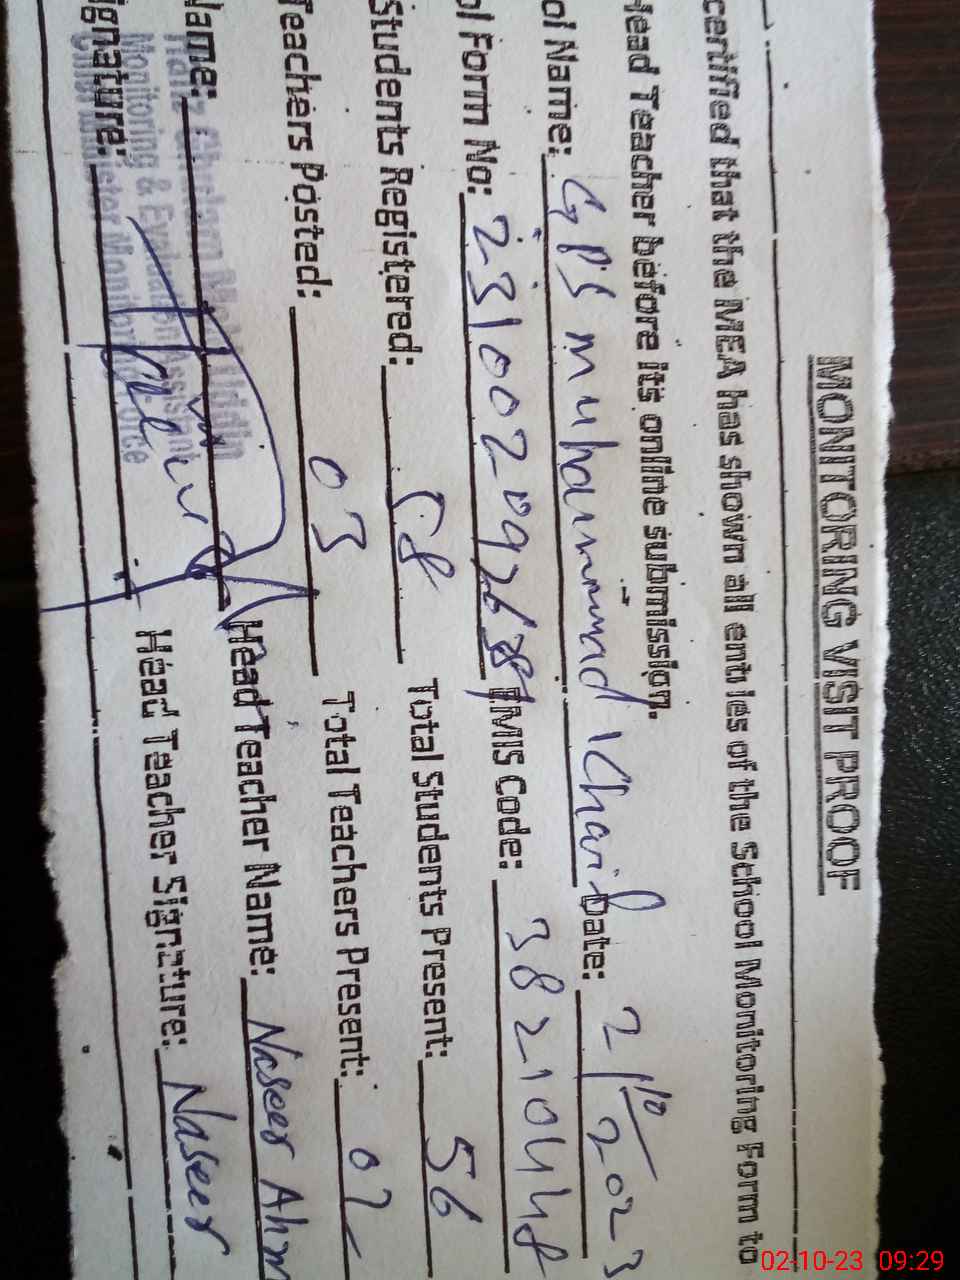 MONITORING VISIT PROOF
certified that the MEA has shown all entries of the School Monitoring Form to
Head Teacher before its online submission.
ol Name: GPS muhammad Kharif Date: 2/10/2023
ol Form No: 231002092681 EMIS Code: 38210448
Students Registered: 58 Total Students Present: 56
Teachers Posted: 03 Total Teachers Present: 02
Name: Head Teacher Name: Naseer Ahm
ignature: Head Teacher Signature: Naseer
Monitoring & Evaluation Assistant
02-10-23 09:29